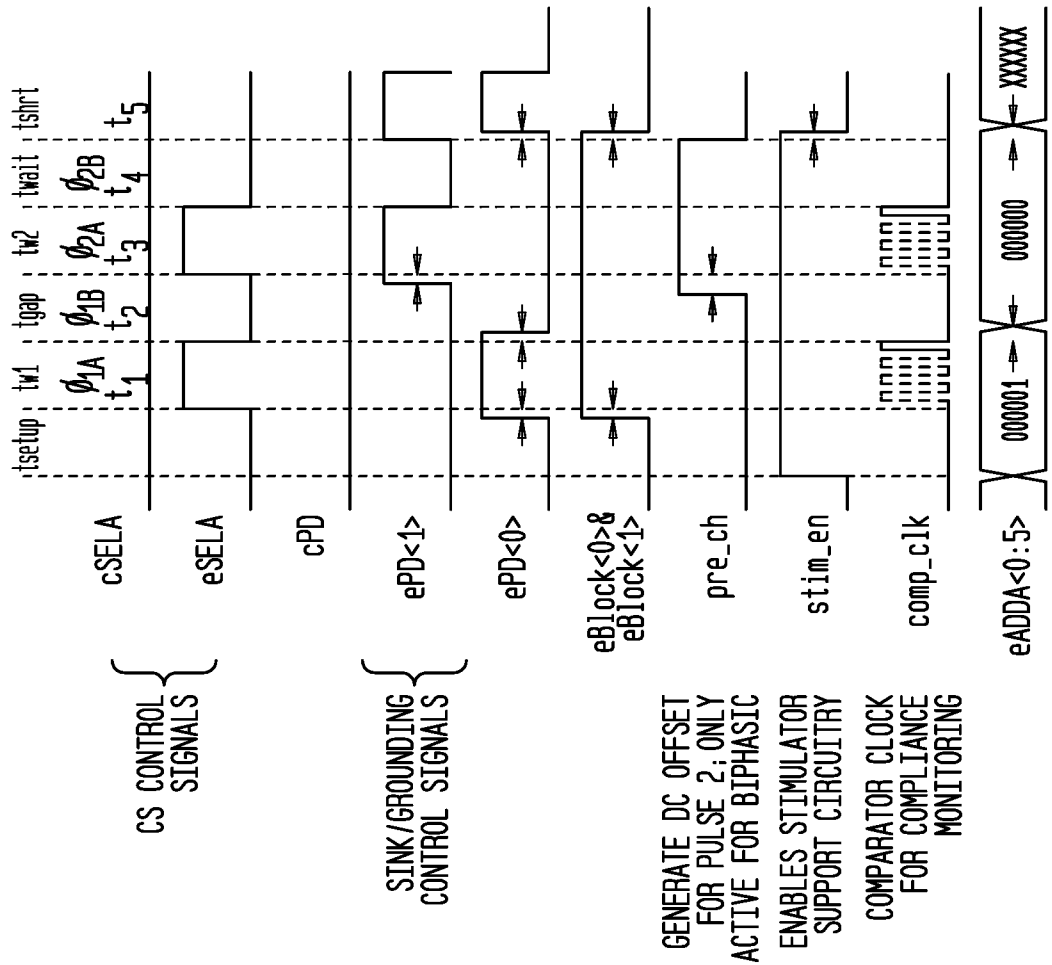 tsetup tw1 tgap tw2 twait tshrt
ϕ1A ϕ1B ϕ2A ϕ2B
t1 t2 t3 t4 t5
CS CONTROL
SIGNALS
cSELA
eSELA
cPD
SINK/GROUNDING
CONTROL SIGNALS
ePD<1>
ePD<0>
eBlock<0>&
eBlock<1>
GENERATE DC OFFSET
FOR PULSE 2; ONLY
ACTIVE FOR BIPHASIC
pre_ch
ENABLES STIMULATOR
SUPPORT CIRCUITRY
stim_en
COMPARATOR CLOCK
FOR COMPLIANCE
MONITORING
comp_clk
eADDA<0:5>
000001 000000 XXXXXX